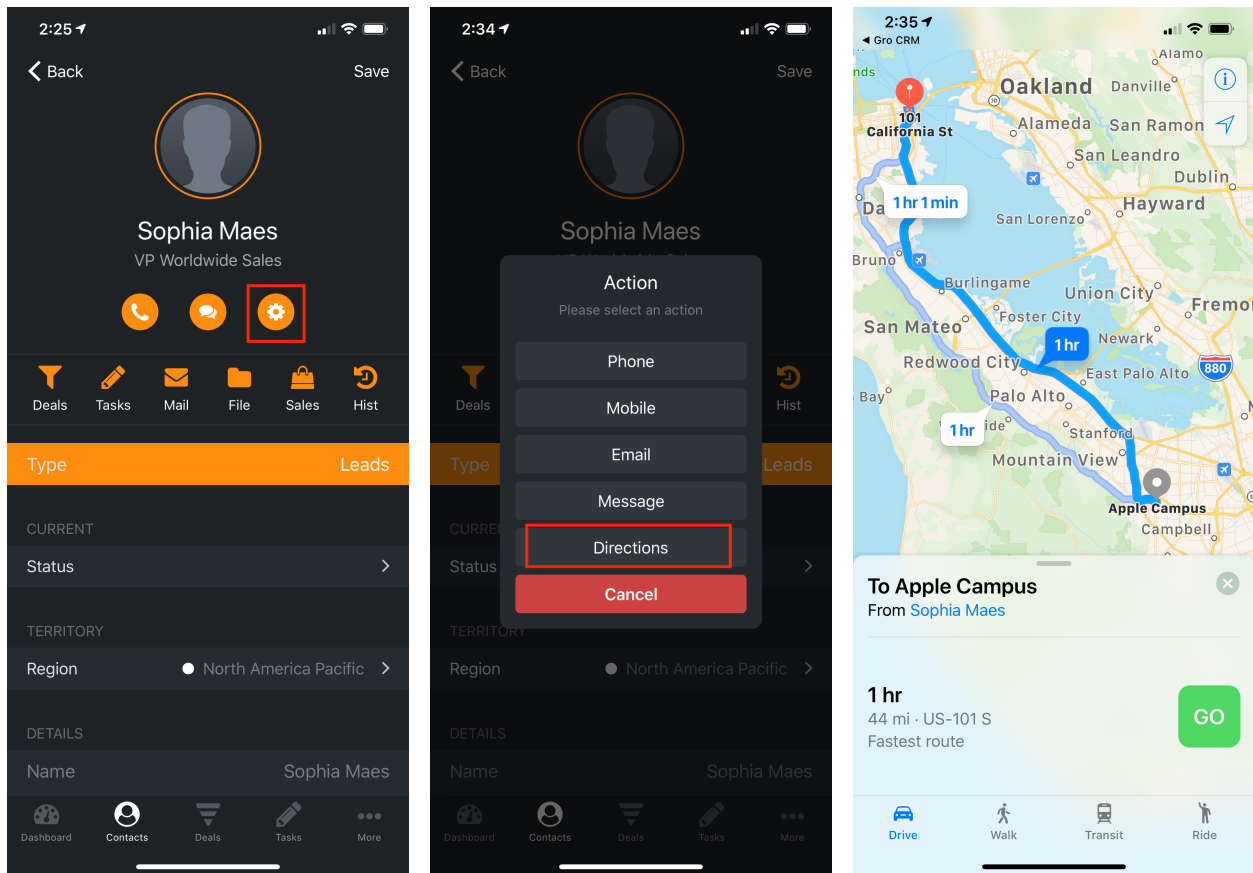 2:25
Back
Save
Sophia Maes
VP Worldwide Sales
Deals
Tasks
Mail
File
Sales
Hist
Type
Leads
CURRENT
Status
TERRITORY
Region
North America Pacific
DETAILS
Name
Sophia Maes
Dashboard
Contacts
Deals
Tasks
More
2:34
Back
Save
Sophia Maes
Action
Please select an action
Phone
Mobile
Email
Message
Directions
Cancel
Deals
Hist
Type
Leads
Status
TERRITORY
Region
North America Pacific
DETAILS
Name
Sophia Maes
Dashboard
Contacts
Deals
Tasks
More
2:35
Gro CRM
Alamo
nds
Oakland
Danville
101
California St
Alameda
San Ramon
San Leandro
Dublin
Da
1 hr 1 min
San Lorenzo
Hayward
Bruno
Burlingame
Union City
Fremo
Foster City
San Mateo
1 hr
Newark
Redwood City
East Palo Alto
880
Bay
Palo Alto
1 hr
ide
Stanford
Mountain View
Apple Campus
Campbell
To Apple Campus
From Sophia Maes
1 hr
44 mi · US-101 S
Fastest route
GO
Drive
Walk
Transit
Ride